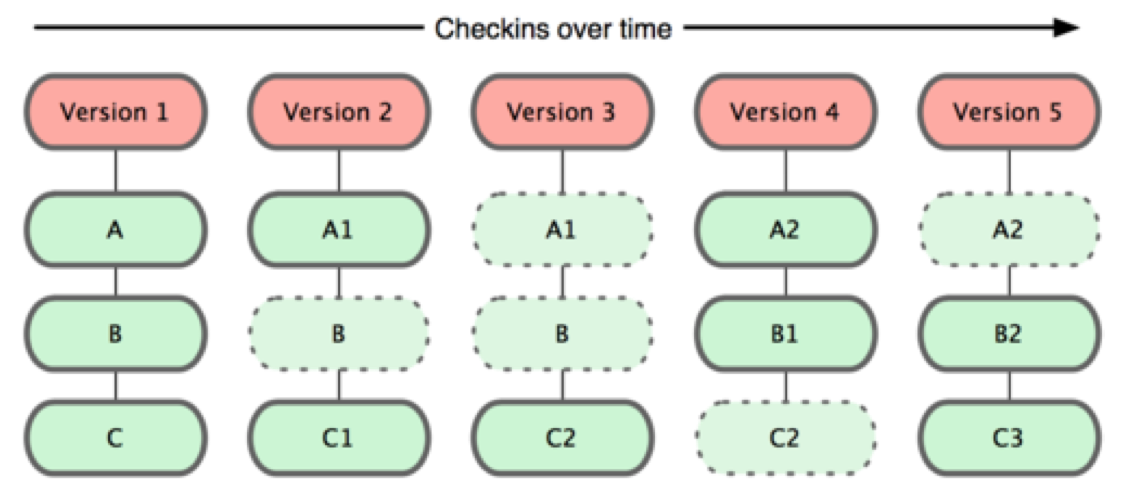 Checkins over time
Version 1 Version 2 Version 3 Version 4 Version 5
A A1 A1 A2 A2
B B B B1 B2
C C1 C2 C2 C3